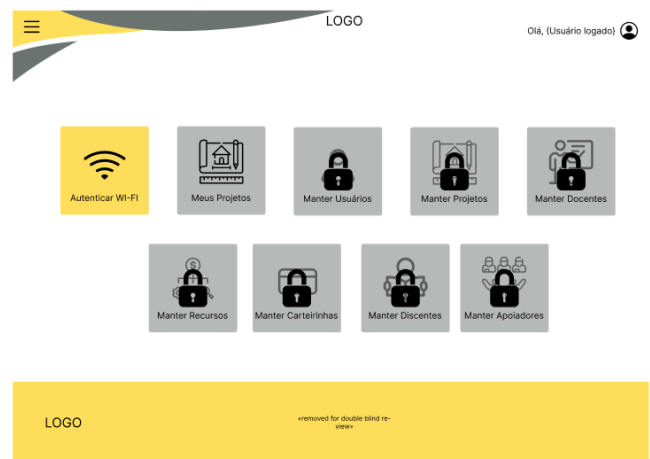 LOGO
Olá, {Usuário logado}
Autenticar WI-FI
Meus Projetos
Manter Usuários
Manter Projetos
Manter Docentes
Manter Recursos
Manter Carteirinhas
Manter Discentes
Manter Apoiadores
LOGO
«removed for double blind re-
view»